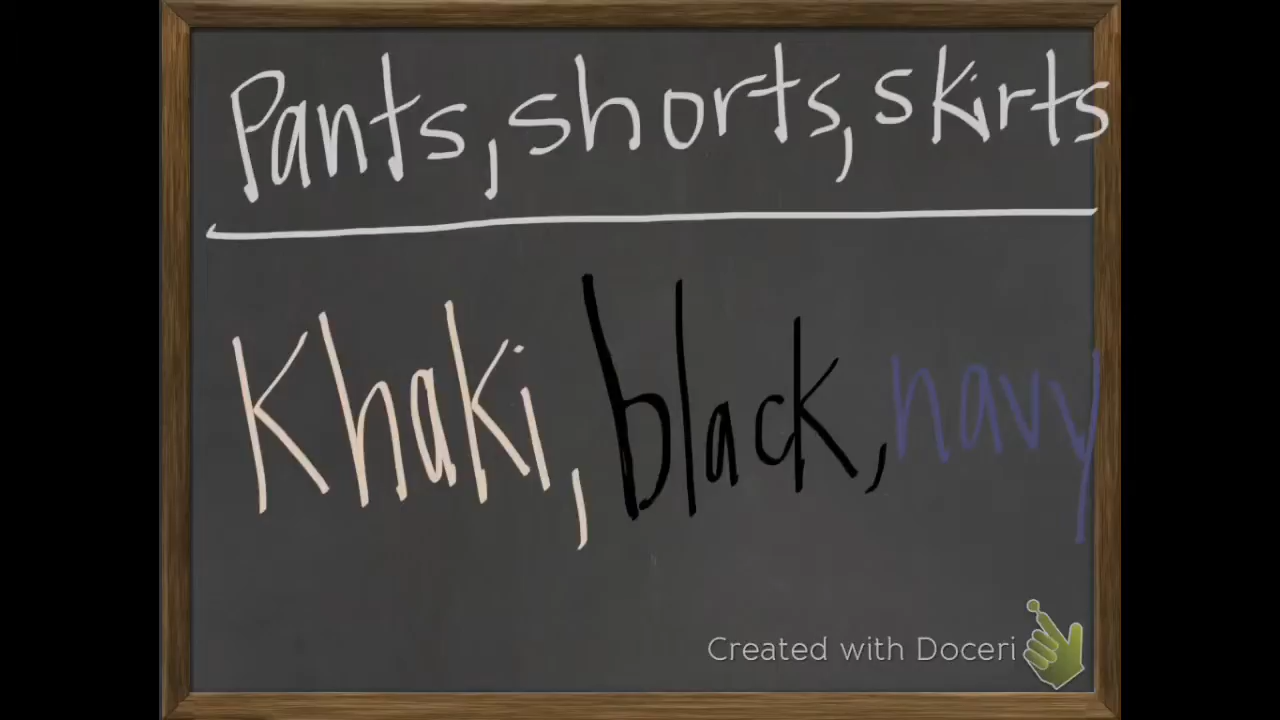 Pants, shorts, skirts
Khaki, black, navy
Created with Doceri